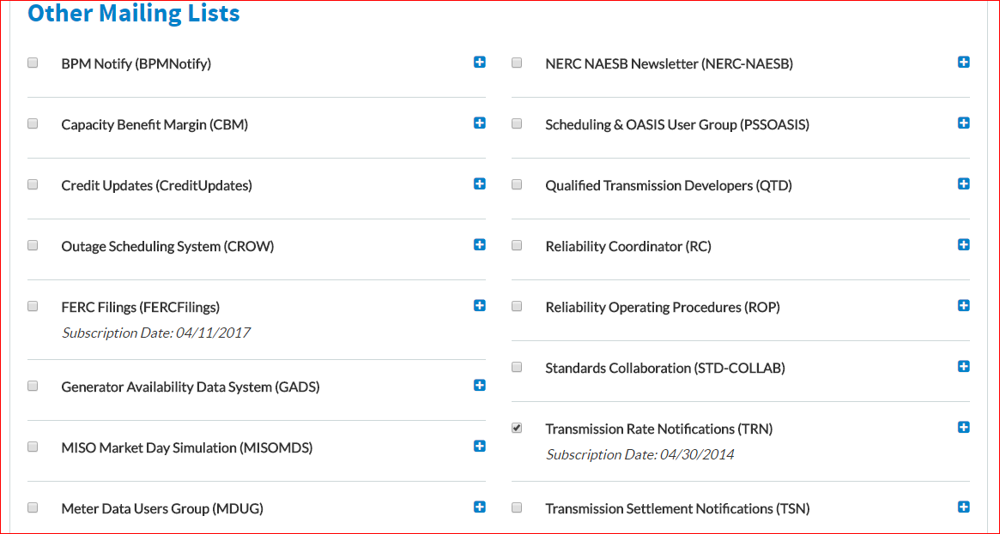 Other Mailing Lists
BPM Notify (BPMNotify)
Capacity Benefit Margin (CBM)
Credit Updates (CreditUpdates)
Outage Scheduling System (CROW)
FERC Filings (FERCFilings)
Subscription Date: 04/11/2017
Generator Availability Data System (GADS)
MISO Market Day Simulation (MISOMDS)
Meter Data Users Group (MDUG)
NERC NAESB Newsletter (NERC-NAESB)
Scheduling & OASIS User Group (PSSOASIS)
Qualified Transmission Developers (QTD)
Reliability Coordinator (RC)
Reliability Operating Procedures (ROP)
Standards Collaboration (STD-COLLAB)
Transmission Rate Notifications (TRN)
Subscription Date: 04/30/2014
Transmission Settlement Notifications (TSN)